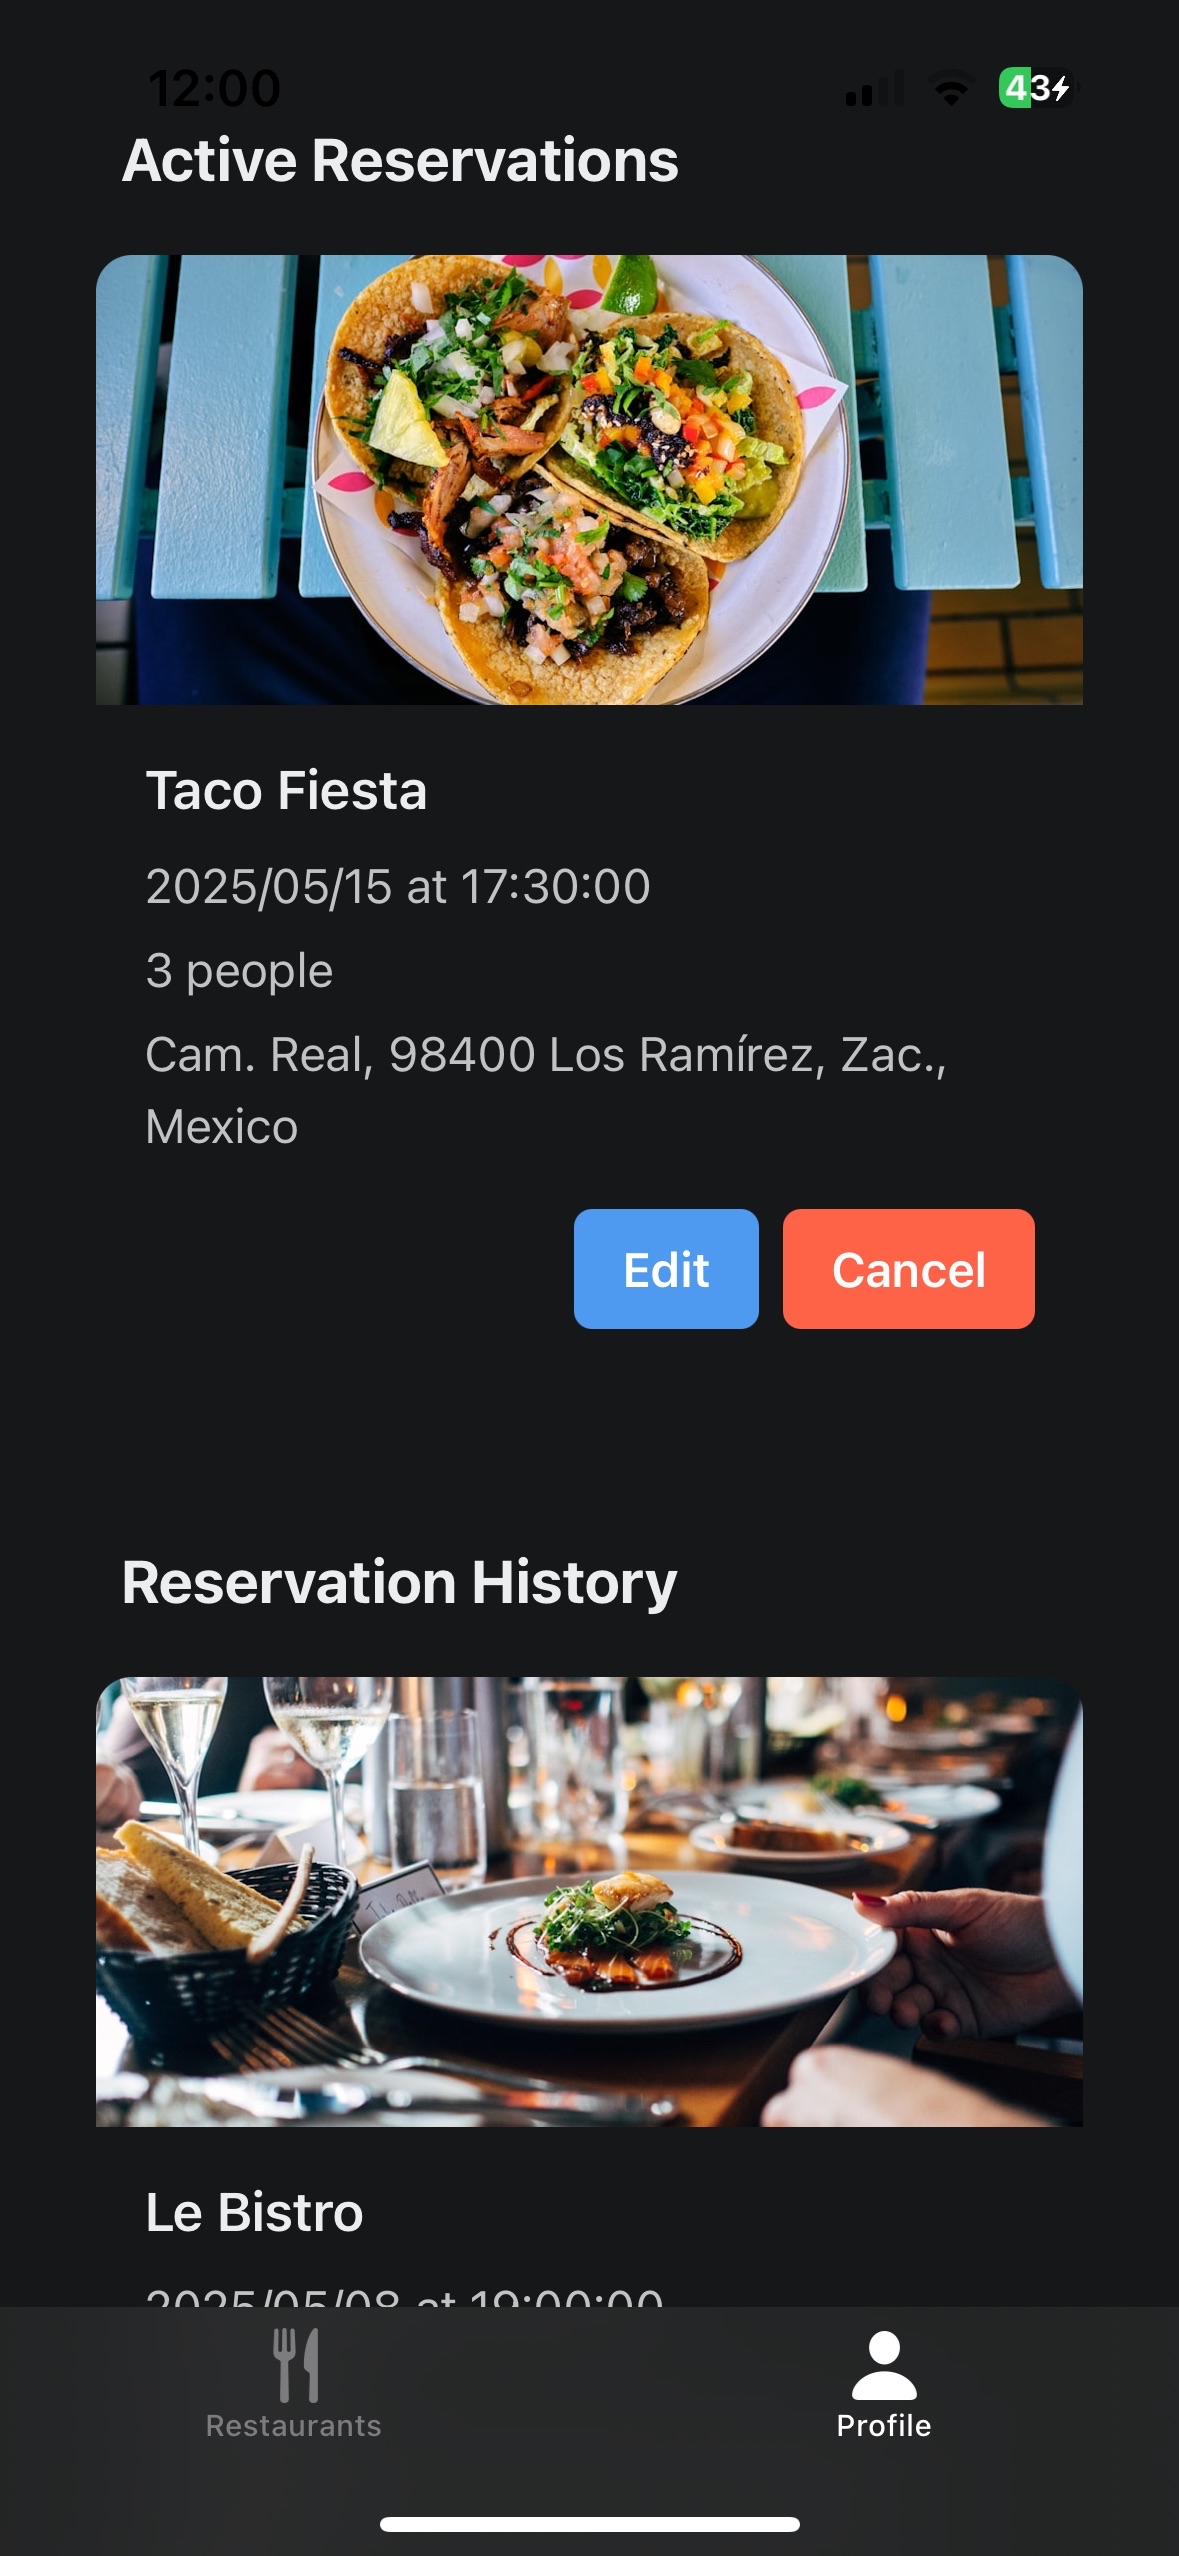 12:00
43
Active Reservations
Taco Fiesta
2025/05/15 at 17:30:00
3 people
Cam. Real, 98400 Los Ramírez, Zac.,
Mexico
Edit
Cancel
Reservation History
Le Bistro
2025/05/08 at 19:00:00
Restaurants
Profile